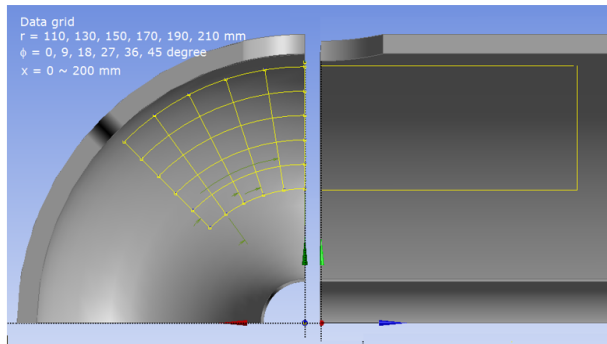 Data grid
r = 110, 130, 150, 170, 190, 210 mm
ϕ = 0, 9, 18, 27, 36, 45 degree
x = 0 ~ 200 mm